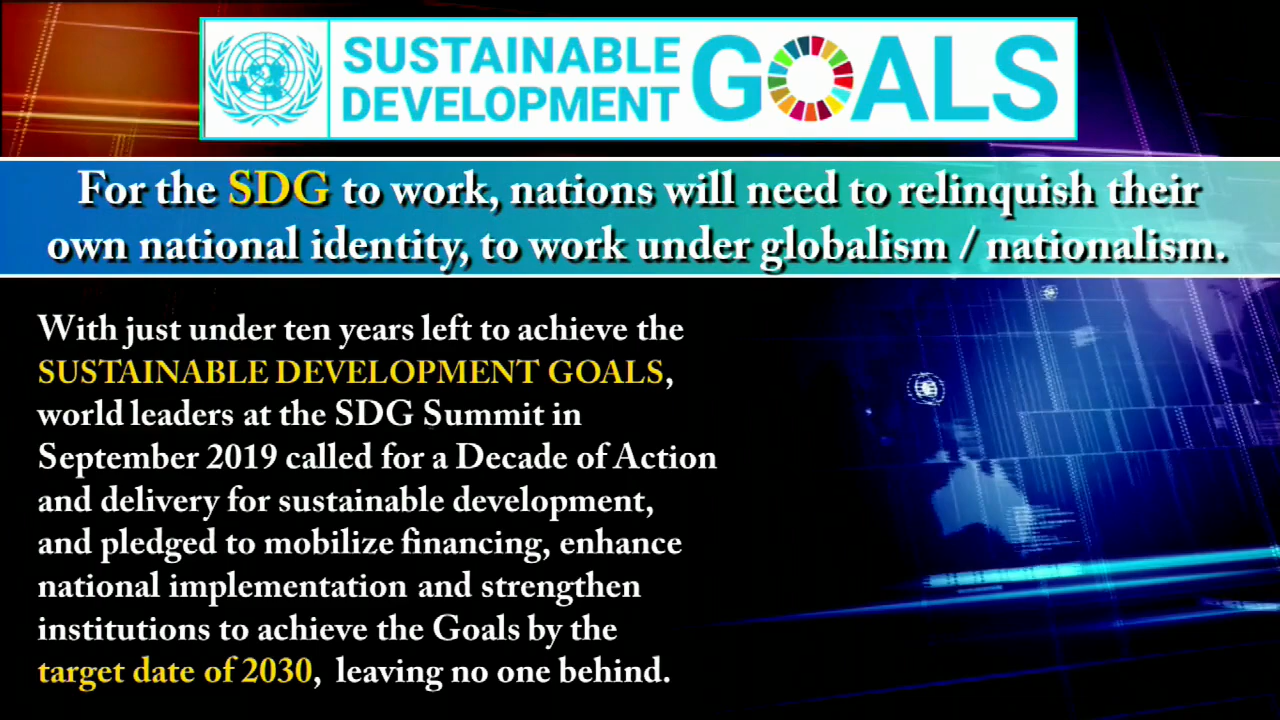 SUSTAINABLE
DEVELOPMENT
GOALS
For the SDG to work, nations will need to relinquish their
own national identity, to work under globalism / nationalism.
With just under ten years left to achieve the
SUSTAINABLE DEVELOPMENT GOALS,
world leaders at the SDG Summit in
September 2019 called for a Decade of Action
and delivery for sustainable development,
and pledged to mobilize financing, enhance
national implementation and strengthen
institutions to achieve the Goals by the
target date of 2030, leaving no one behind.